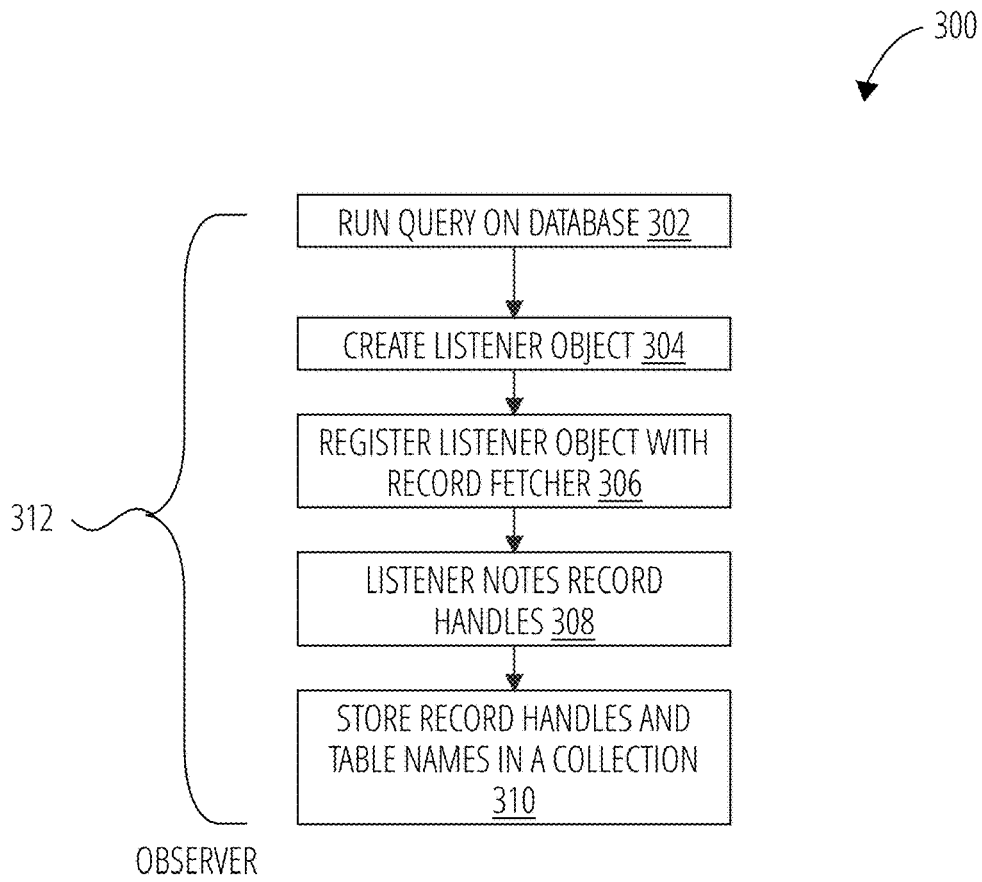 300
RUN QUERY ON DATABASE 302
CREATE LISTENER OBJECT 304
REGISTER LISTENER OBJECT WITH
RECORD FETCHER 306
312
LISTENER NOTES RECORD
HANDLES 308
STORE RECORD HANDLES AND
TABLE NAMES IN A COLLECTION
310
OBSERVER